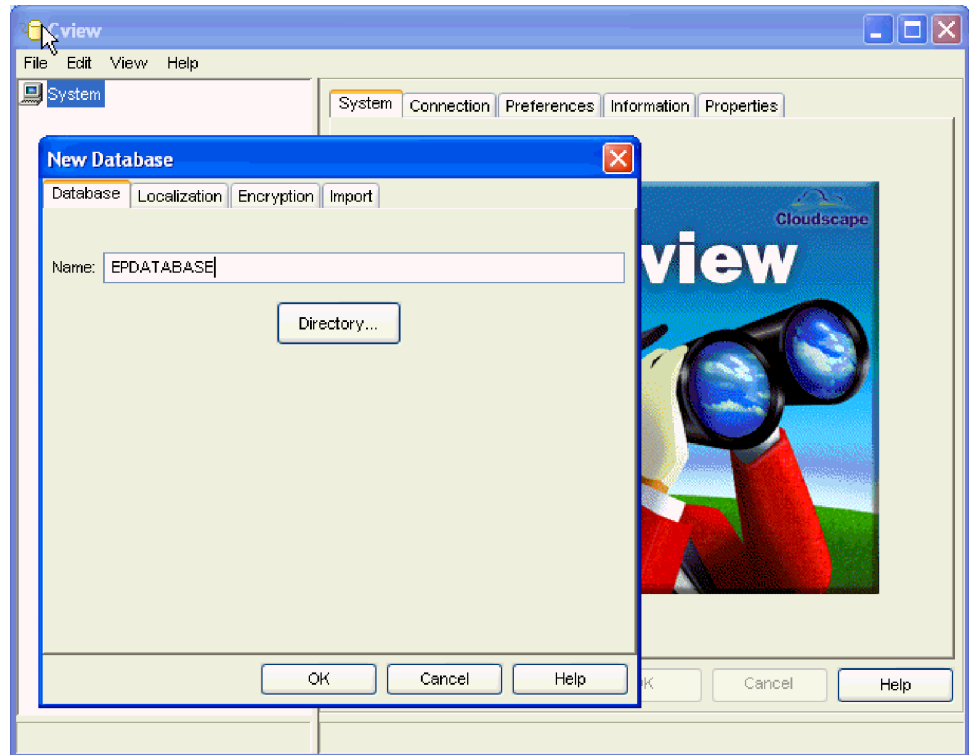 Cview
File Edit View Help
System
System Connection Preferences Information Properties
Cloudscape
view
New Database
Database Localization Encryption Import
Name: EPDATABASE
Directory...
OK Cancel Help
K Cancel Help